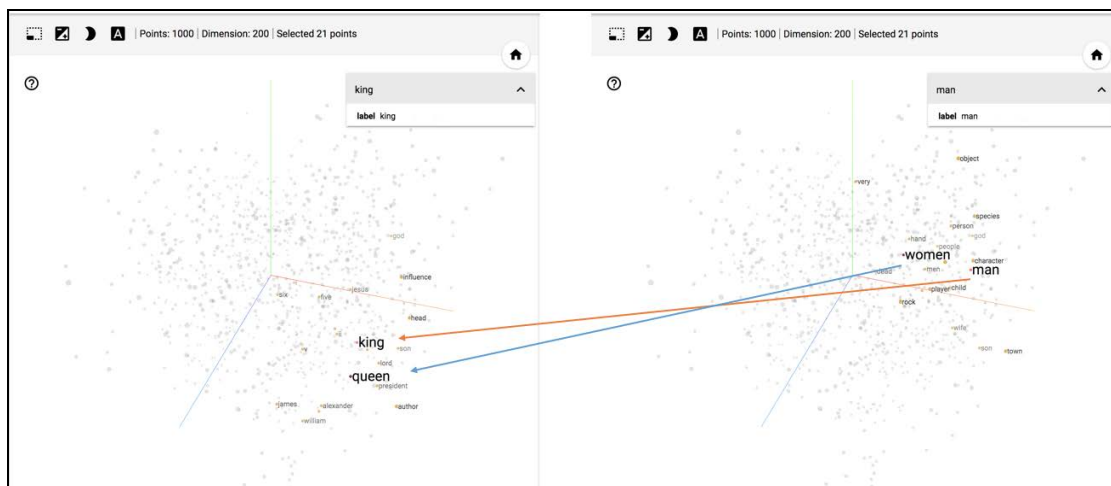 Points: 1000 | Dimension: 200 | Selected 21 points
king
label king
god
influence
jesus
six
five
head
king
son
lord
queen
president
james
alexander
author
william
Points: 1000 | Dimension: 200 | Selected 21 points
man
label man
object
very
species
person
hand
god
people
women
character
man
men
player
child
rock
wife
son
town